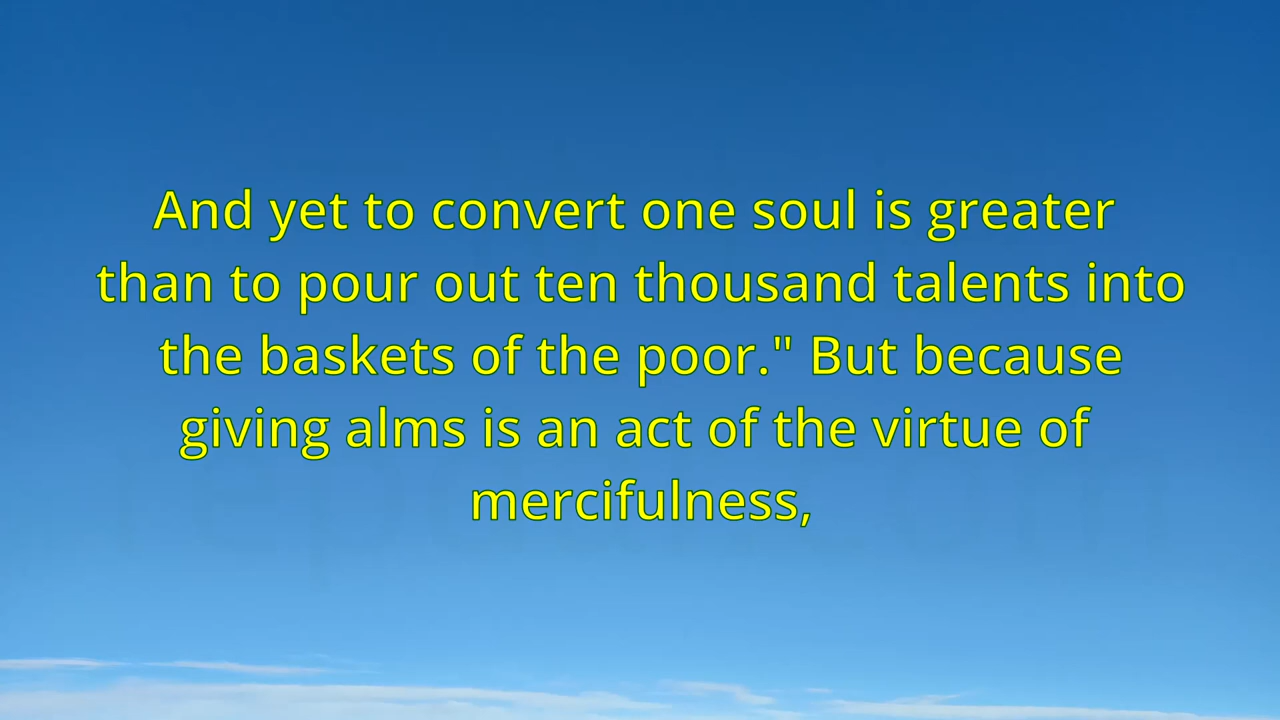 And yet to convert one soul is greater
than to pour out ten thousand talents into
the baskets of the poor." But because
giving alms is an act of the virtue of
mercifulness,